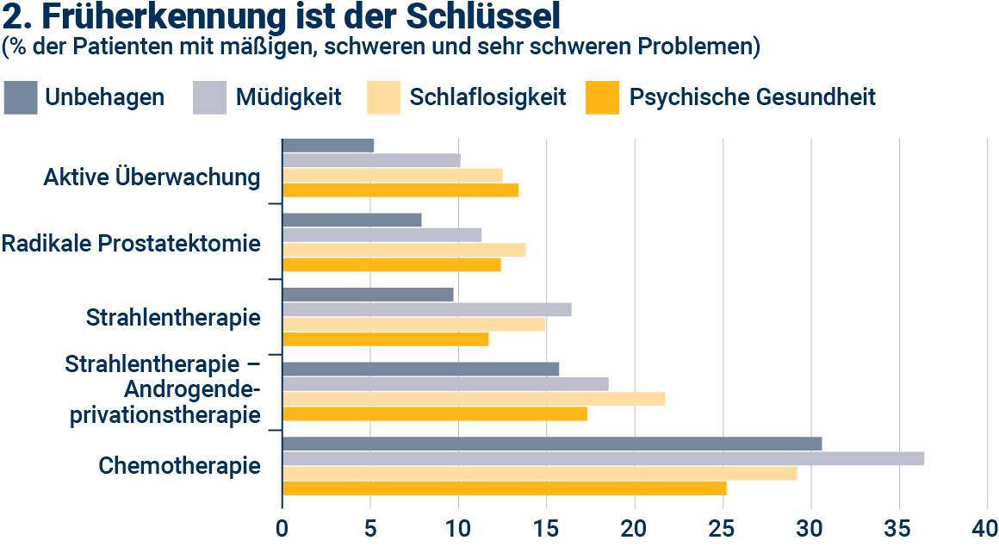 2. Früherkennung ist der Schlüssel
(% der Patienten mit mäßigen, schweren und sehr schweren Problemen)
Unbehagen Müdigkeit Schlaflosigkeit Psychische Gesundheit
Aktive Überwachung
Radikale Prostatektomie
Strahlentherapie
Strahlentherapie –
Androgende-
privationstherapie
Chemotherapie
0 5 10 15 20 25 30 35 40